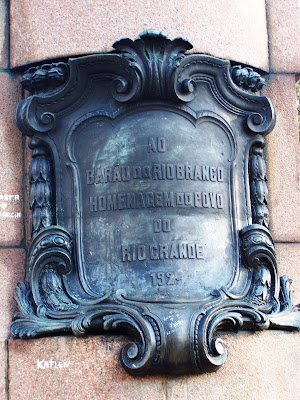 AO
BARÃO DO RIO BRANCO
HOMENAGEM DO POVO
DO
RIO GRANDE
KATLEN